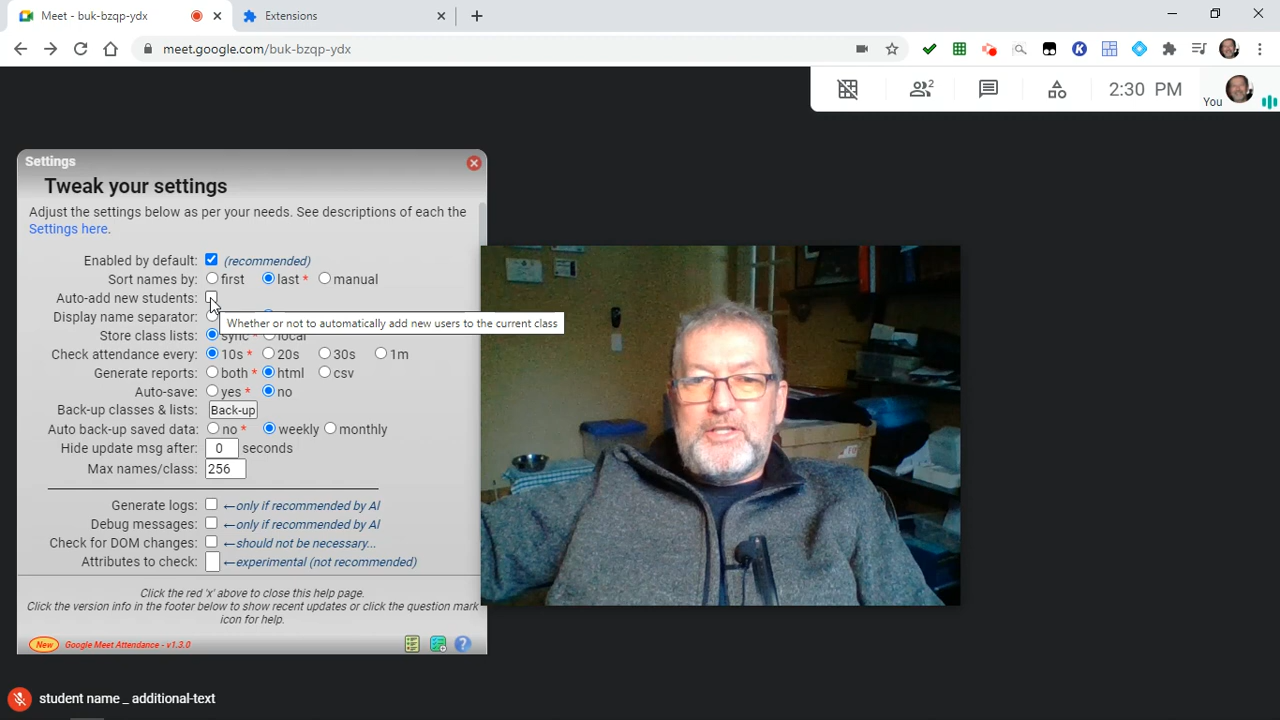 Meet - buk-bzqp-ydx
Extensions
meet.google.com/buk-bzqp-ydx
2
2:30 PM
You
Settings
Tweak your settings
Adjust the settings below as per your needs. See descriptions of each the
Settings here.
Enabled by default: (recommended)
Sort names by: first last * manual
Auto-add new students:
Display name separator:
Whether or not to automatically add new users to the current class
Store class lists: sync * local
Check attendance every: 10s * 20s 30s 1m
Generate reports: both * html csv
Auto-save: yes * no
Back-up classes & lists: Back-up
Auto back-up saved data: no * weekly monthly
Hide update msg after: 0 seconds
Max names/class: 256
Generate logs: ←only if recommended by Al
Debug messages: ←only if recommended by Al
Check for DOM changes: ←should not be necessary...
Attributes to check: ←experimental (not recommended)
Click the red 'x' above to close this help page.
Click the version info in the footer below to show recent updates or click the question mark
icon for help.
New Google Meet Attendance - v1.3.0
student name _ additional-text